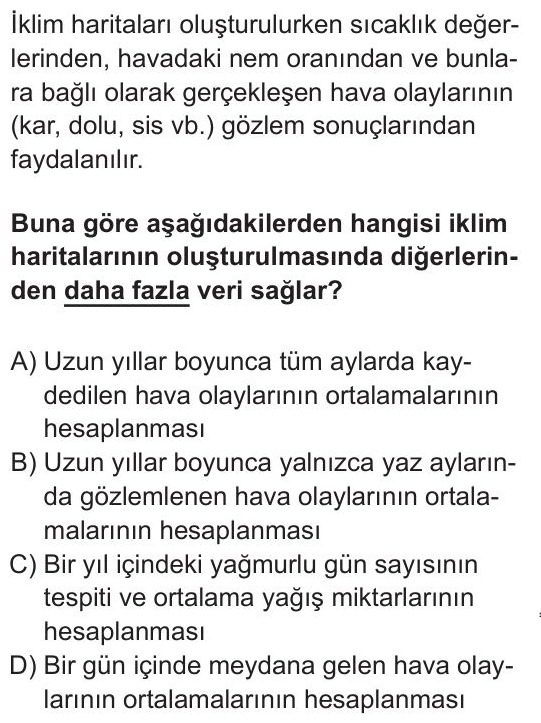 İklim haritaları oluşturulurken sıcaklık değer-
lerinden, havadaki nem oranından ve bunla-
ra bağlı olarak gerçekleşen hava olaylarının
(kar, dolu, sis vb.) gözlem sonuçlarından
faydalanılır.
Buna göre aşağıdakilerden hangisi iklim
haritalarının oluşturulmasında diğerlerin-
den daha fazla veri sağlar?
A) Uzun yıllar boyunca tüm aylarda kay-
dedilen hava olaylarının ortalamalarının
hesaplanması
B) Uzun yıllar boyunca yalnızca yaz ayların-
da gözlemlenen hava olaylarının ortala-
malarının hesaplanması
C) Bir yıl içindeki yağmurlu gün sayısının
tespiti ve ortalama yağış miktarlarının
hesaplanması
D) Bir gün içinde meydana gelen hava olay-
larının ortalamalarının hesaplanması